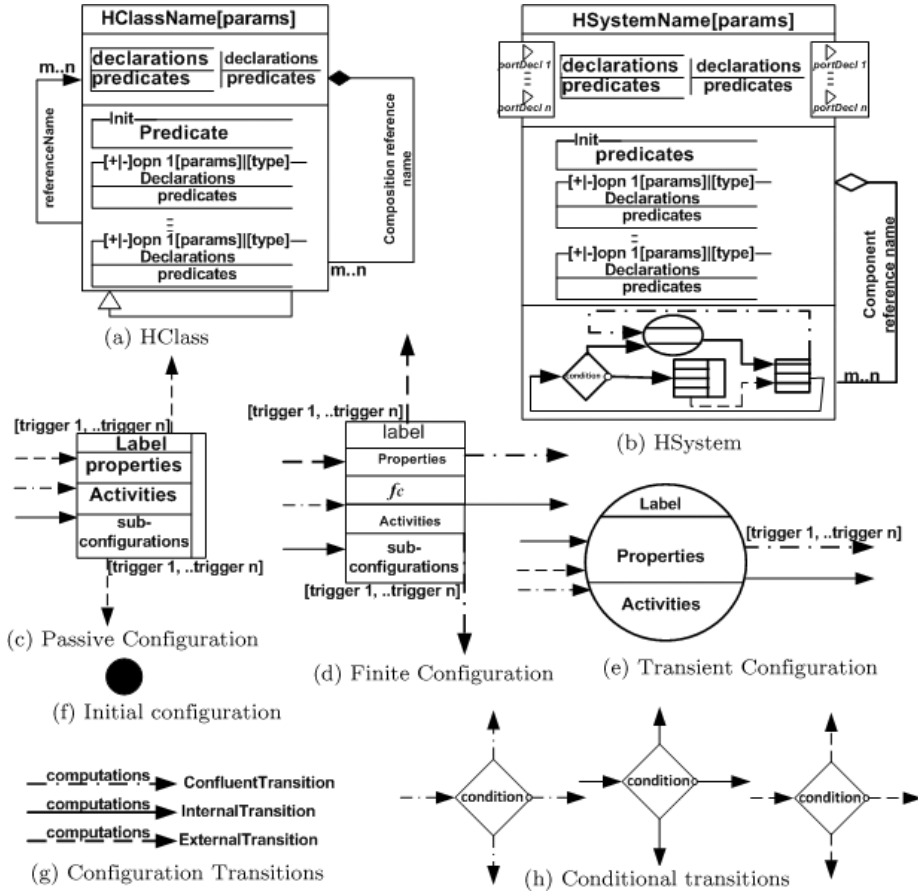 HClassName[params]
declarations
predicates
declarations
predicates
m..n
referenceName
Init
Predicate
[+|-]opn 1[params]|[type]
Declarations
predicates
[+|-]opn 1[params]|[type]
Declarations
predicates
Composition reference
name
m..n
(a) HClass
HSystemName[params]
portDecl 1
portDecl n
declarations
predicates
declarations
predicates
portDecl 1
portDecl n
Init
predicates
[+|-]opn 1[params]|[type]
Declarations
predicates
[+|-]opn 1[params]|[type]
Declarations
predicates
Component
reference name
m..n
condition
(b) HSystem
[trigger 1, ..trigger n]
Label
properties
Activities
sub-
configurations
[trigger 1, ..trigger n]
(c) Passive Configuration
[trigger 1, ..trigger n]
label
Properties
fc
Activities
sub-
configurations
[trigger 1, ..trigger n]
(d) Finite Configuration
Label
Properties
Activities
[trigger 1, ..trigger n]
(e) Transient Configuration
(f) Initial configuration
computations ConfluentTransition
computations InternalTransition
computations ExternalTransition
(g) Configuration Transitions
condition
condition
condition
(h) Conditional transitions